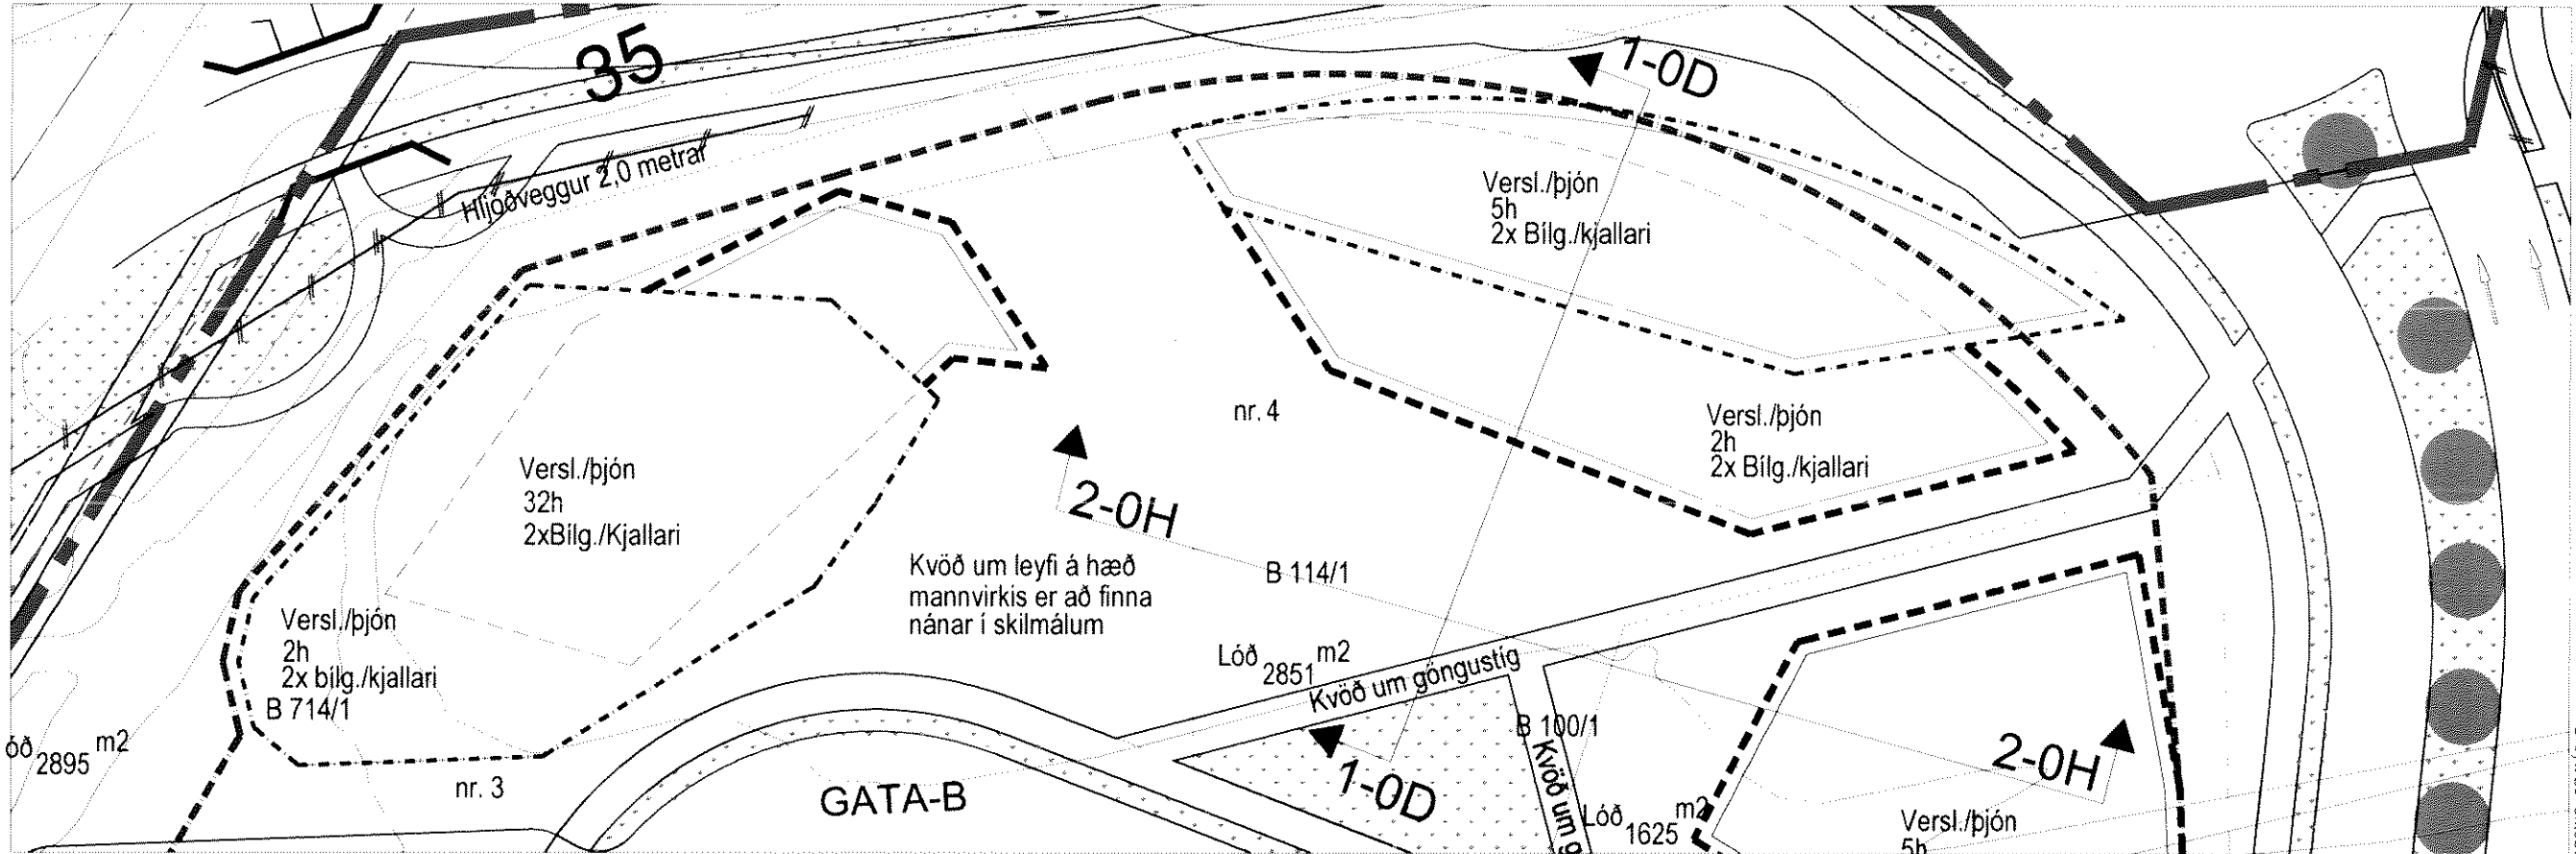 35
1-0D
Hljóðveggur 2,0 metrar
Versl./þjón
5h
2x Bílg./kjallari
nr. 4
Versl./þjón
2h
2x Bílg./kjallari
Versl./þjón
32h
2xBílg./Kjallari
2-0H
Kvöð um leyfi á hæð
mannvirkis er að finna
nánar í skilmálum
B 114/1
Versl./þjón
2h
2x bílg./kjallari
B 714/1
Lóð 2851 m2
Kvöð um göngustíg
B 100/1
óð 2895 m2
nr. 3
GATA-B
1-0D
Kvöð um g
Lóð 1625 m2
2-0H
Versl./þjón
5h